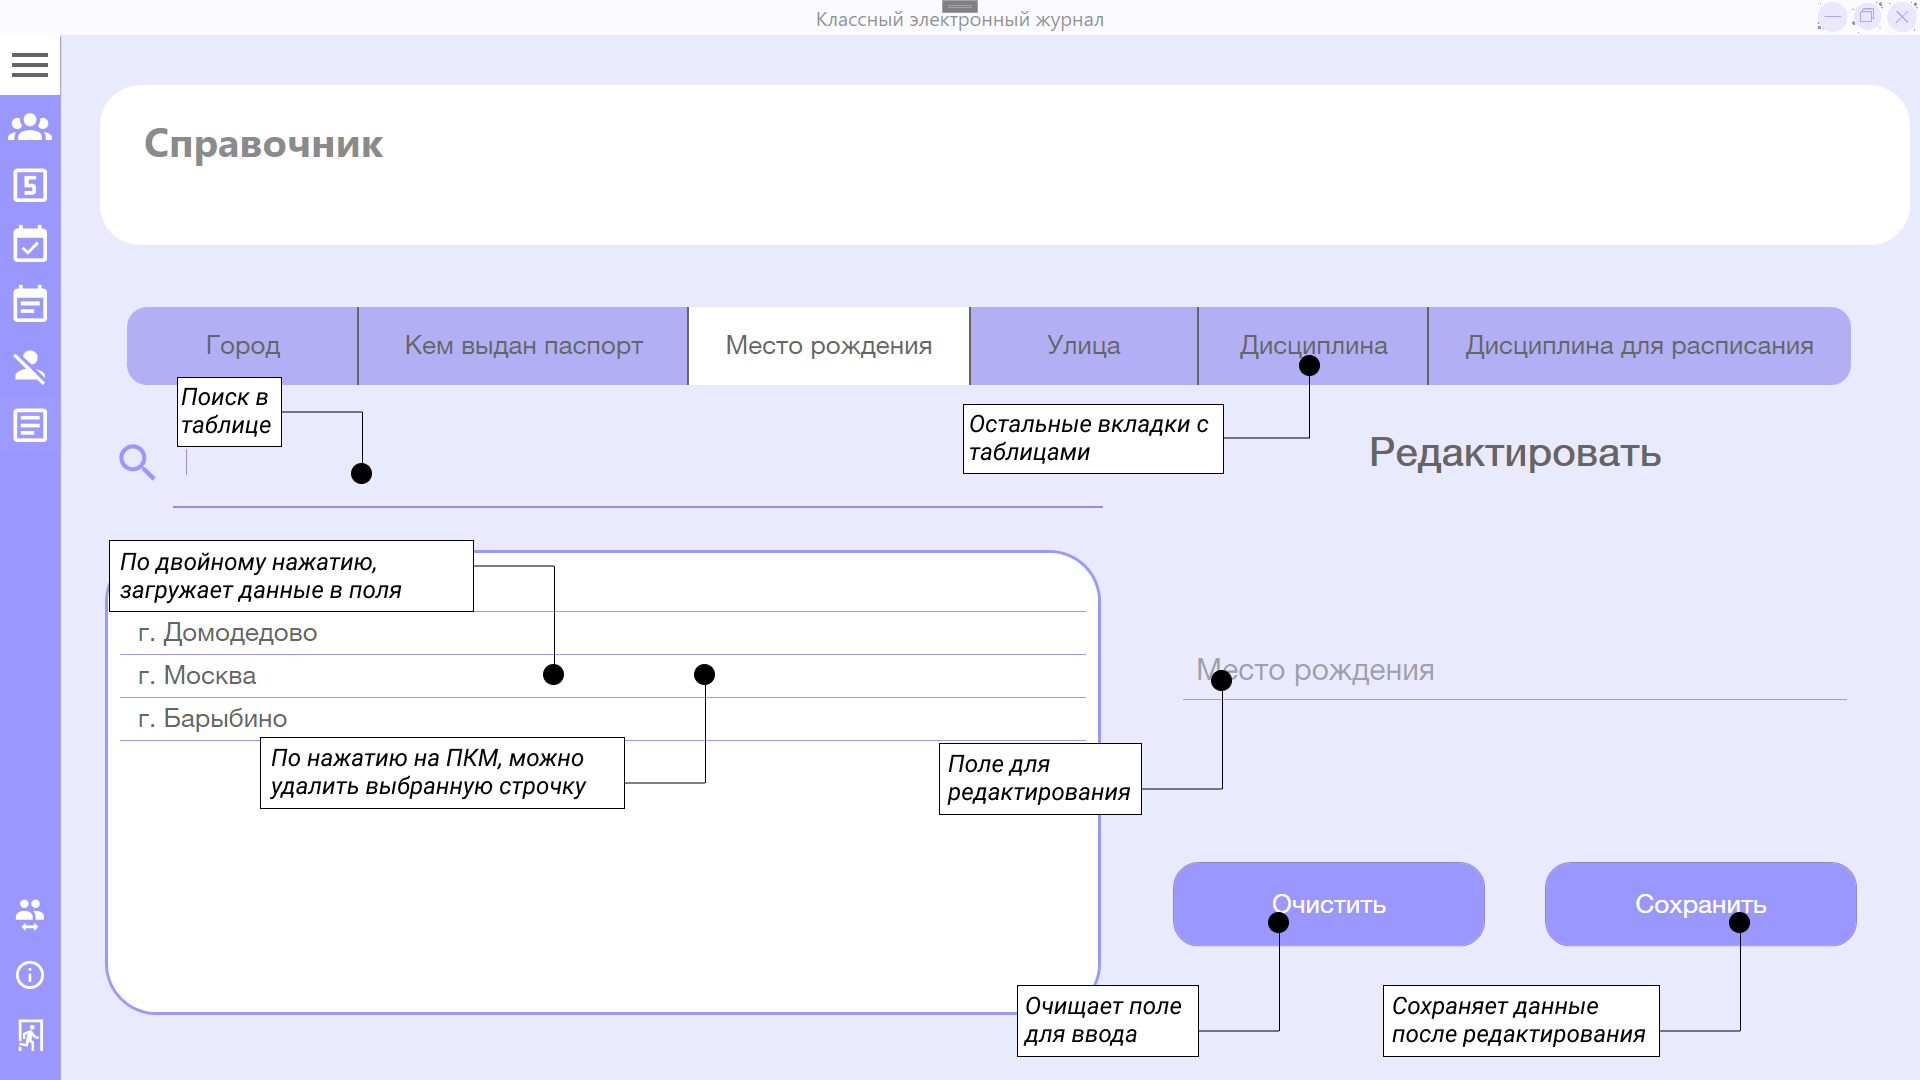 Классный электронный журнал
Справочник
5
Город
Кем выдан паспорт
Место рождения
Улица
Дисциплина
Дисциплина для расписания
Поиск в
таблице
Остальные вкладки с
таблицами
Редактировать
По двойному нажатию,
загружает данные в поля
г. Домодедово
г. Москва
г. Барыбино
По нажатию на ПКМ, можно
удалить выбранную строчку
Место рождения
Поле для
редактирования
Очистить
Сохранить
Очищает поле
для ввода
Сохраняет данные
после редактирования